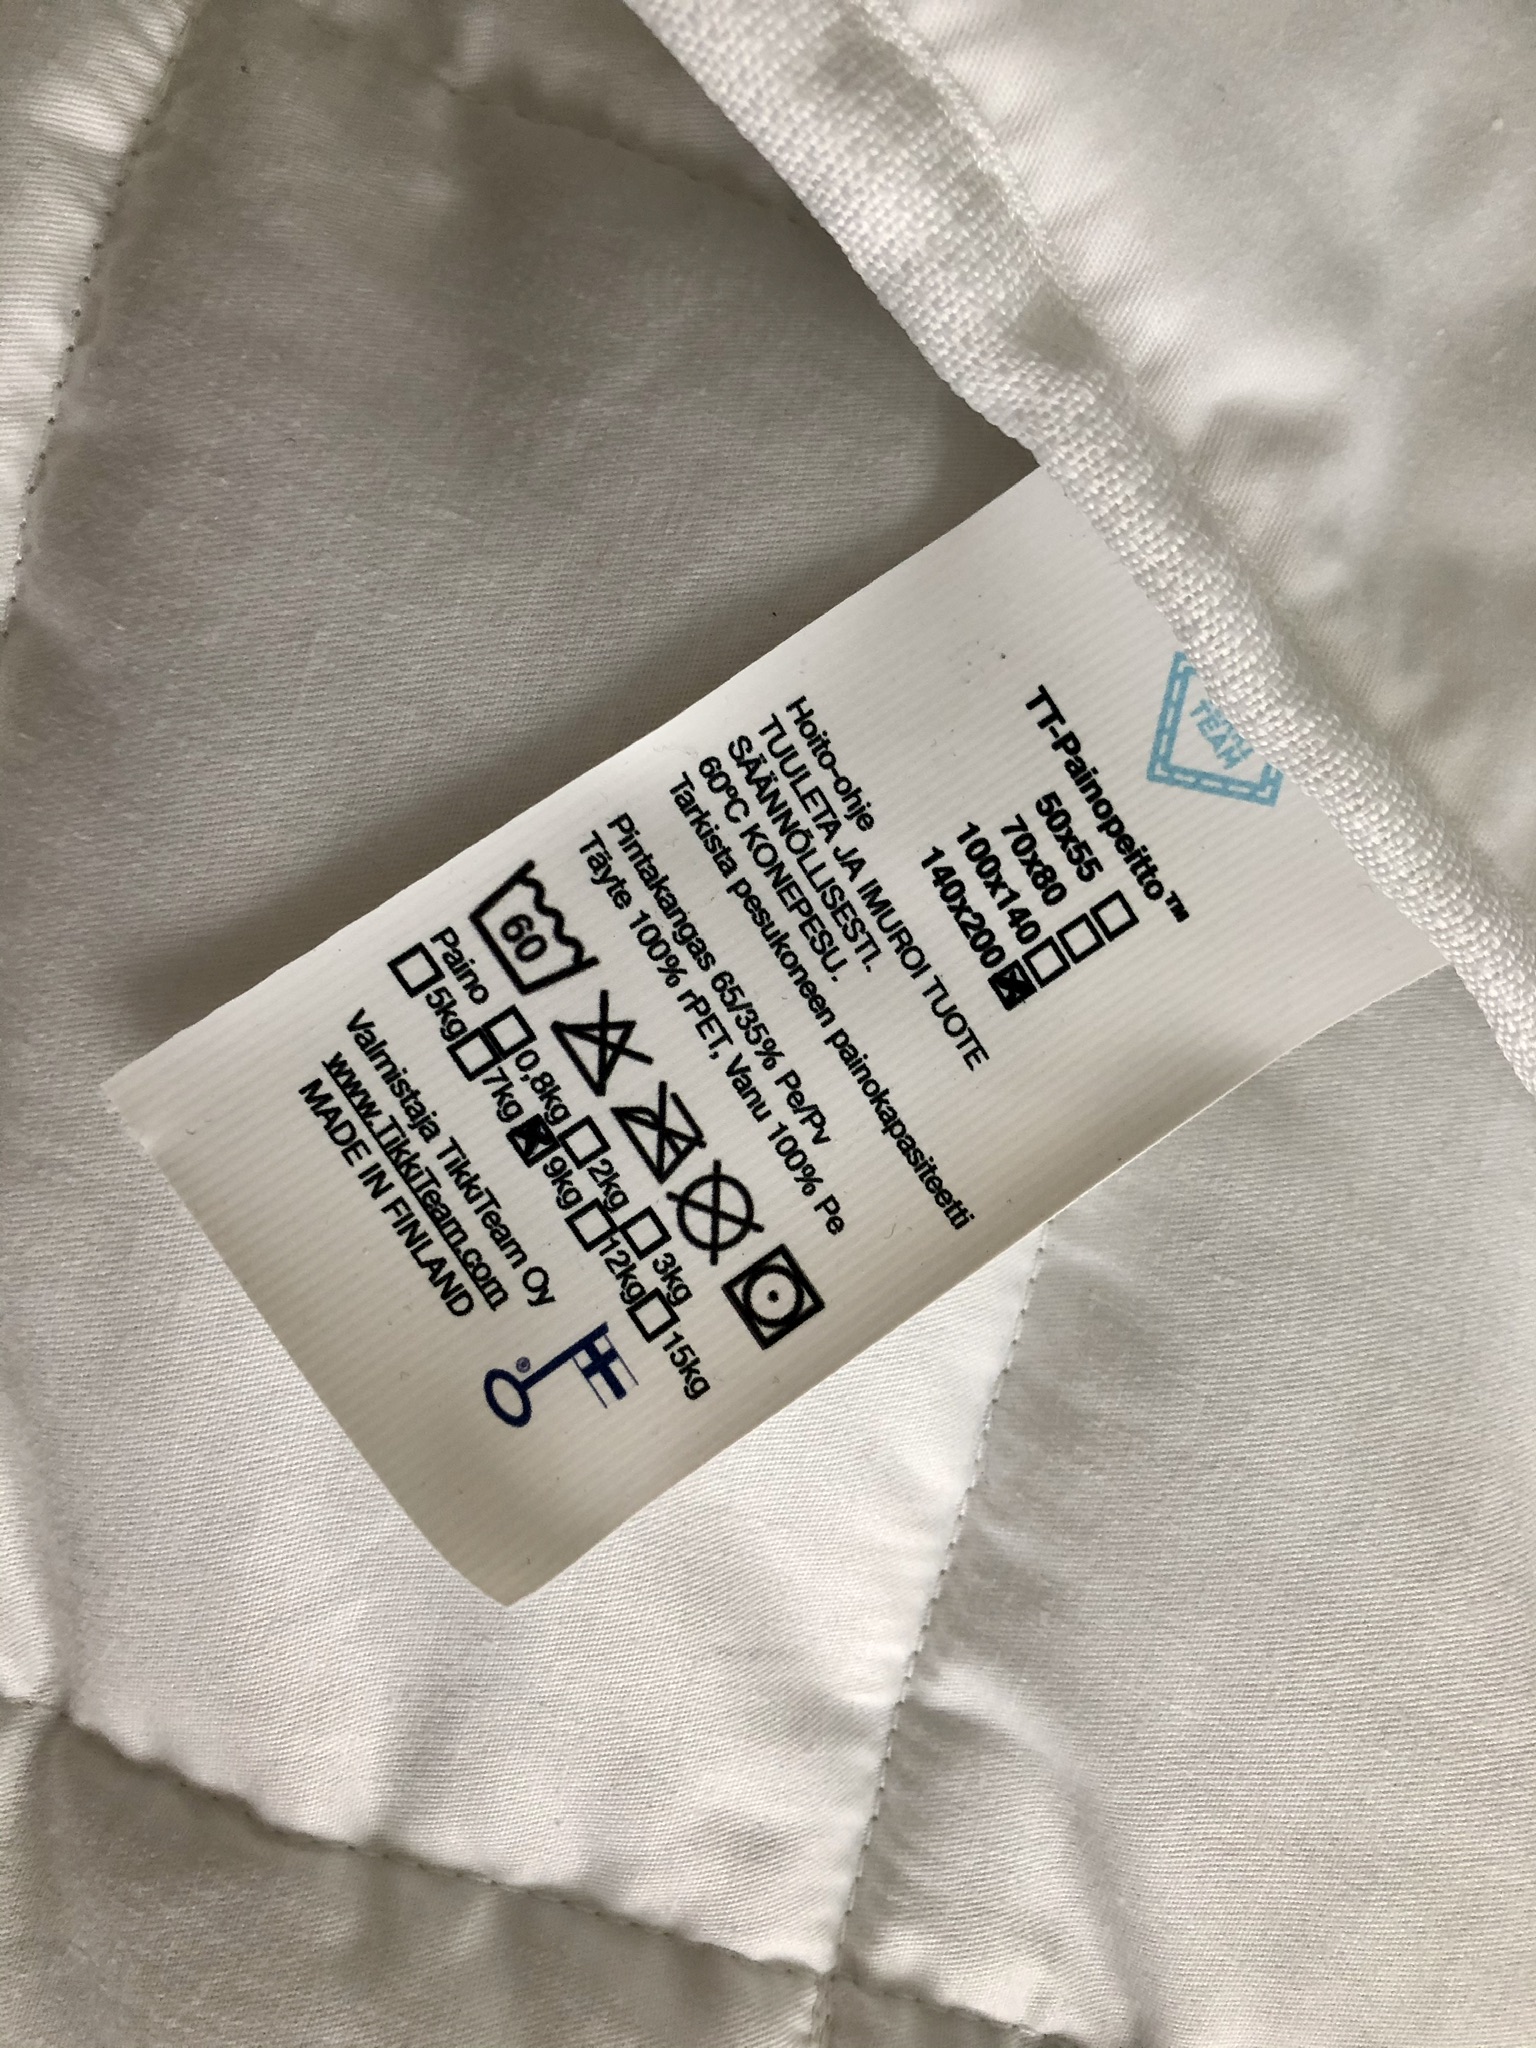 TEAM
TT-Painopeitto™
50x55 ☐
70x80 ☐
100x140 ☐
140x200 ☒
Hoito-ohje
TUULETA JA IMUROI TUOTE
SÄÄNNÖLLISESTI.
60ºC KONEPESU.
Tarkista pesukoneen painokapasiteetti
Pintakangas 65/35% Pe/Pv
Täyte 100% rPET, Vanu 100% Pe
60
Paino ☐ 0,8kg ☐ 2kg ☐ 3kg
☐ 5kg ☐ 7kg ☒ 9kg ☐ 12kg ☐ 15kg
Valmistaja TikkiTeam Oy
www.TikkiTeam.com
MADE IN FINLAND
®